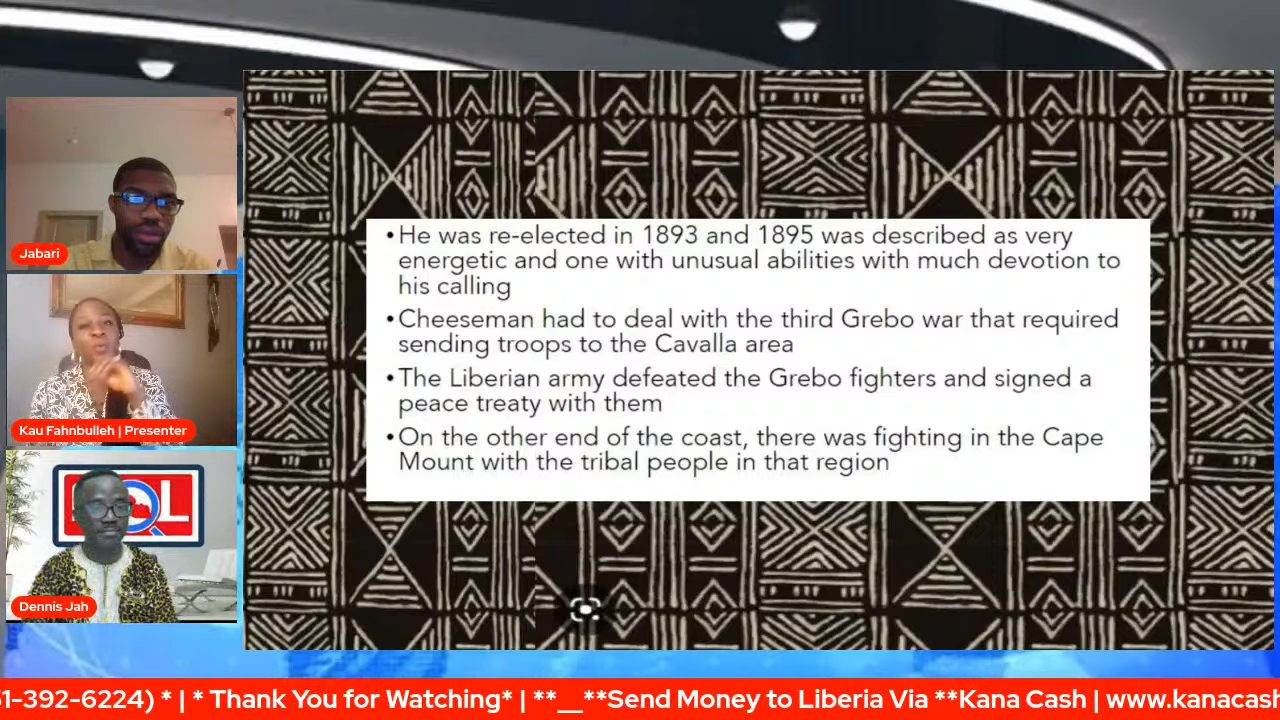 Jabari
Kau Fahnbulleh | Presenter
Dennis Jah
• He was re-elected in 1893 and 1895 was described as very
energetic and one with unusual abilities with much devotion to
his calling
• Cheeseman had to deal with the third Grebo war that required
sending troops to the Cavalla area
• The Liberian army defeated the Grebo fighters and signed a
peace treaty with them
• On the other end of the coast, there was fighting in the Cape
Mount with the tribal people in that region
1-392-6224) * | * Thank You for Watching* | **__**Send Money to Liberia Via **Kana Cash | www.kanacash